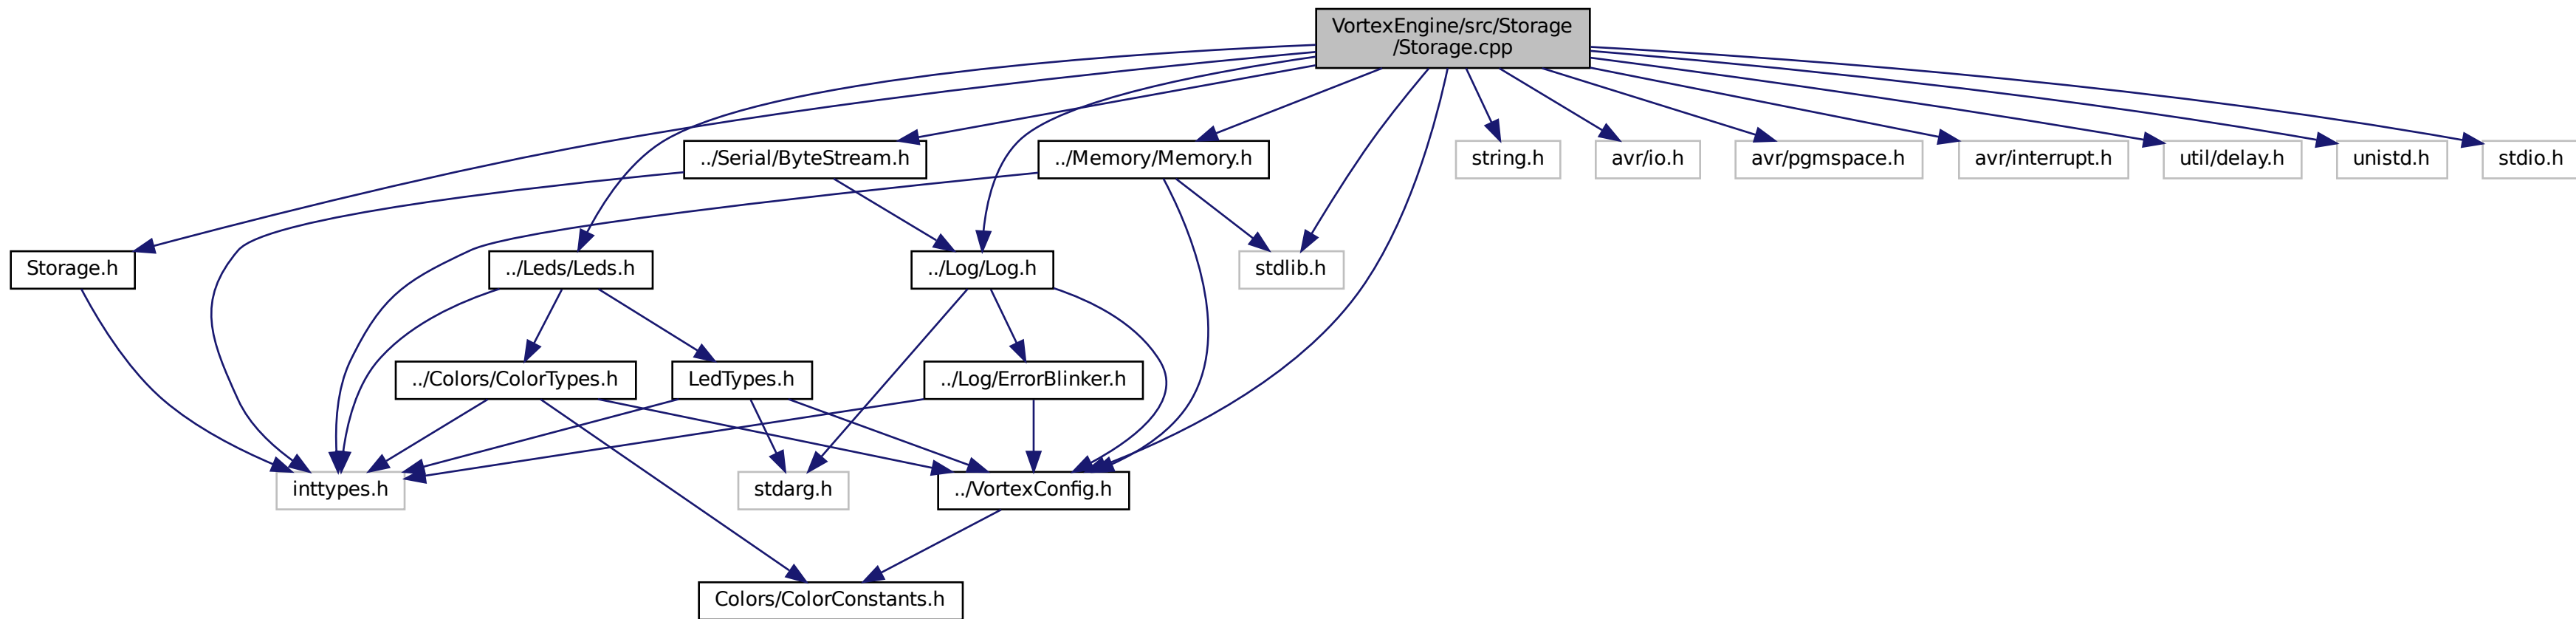 VortexEngine/src/Storage
/Storage.cpp
../Serial/ByteStream.h
../Memory/Memory.h
string.h
avr/io.h
avr/pgmspace.h
avr/interrupt.h
util/delay.h
unistd.h
stdio.h
Storage.h
../Leds/Leds.h
../Log/Log.h
stdlib.h
../Colors/ColorTypes.h
LedTypes.h
../Log/ErrorBlinker.h
inttypes.h
stdarg.h
../VortexConfig.h
Colors/ColorConstants.h